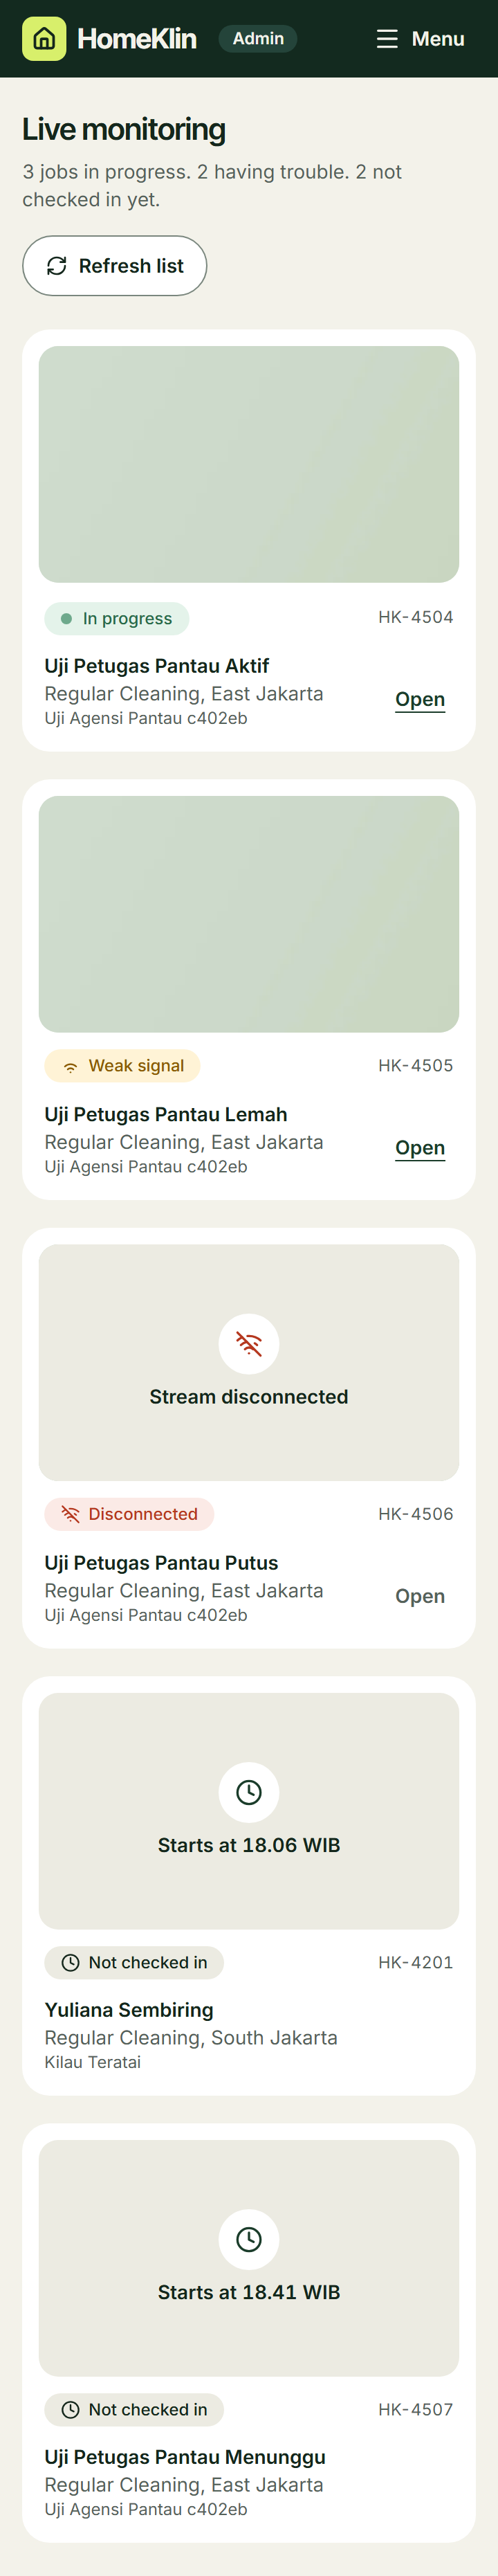 HomeKlin
Admin
Menu
Live monitoring
3 jobs in progress. 2 having trouble. 2 not
checked in yet.
Refresh list
In progress
HK-4504
Uji Petugas Pantau Aktif
Regular Cleaning, East Jakarta
Uji Agensi Pantau c402eb
Open
Weak signal
HK-4505
Uji Petugas Pantau Lemah
Regular Cleaning, East Jakarta
Uji Agensi Pantau c402eb
Open
Stream disconnected
Disconnected
HK-4506
Uji Petugas Pantau Putus
Regular Cleaning, East Jakarta
Uji Agensi Pantau c402eb
Open
Starts at 18.06 WIB
Not checked in
HK-4201
Yuliana Sembiring
Regular Cleaning, South Jakarta
Kilau Teratai
Starts at 18.41 WIB
Not checked in
HK-4507
Uji Petugas Pantau Menunggu
Regular Cleaning, East Jakarta
Uji Agensi Pantau c402eb